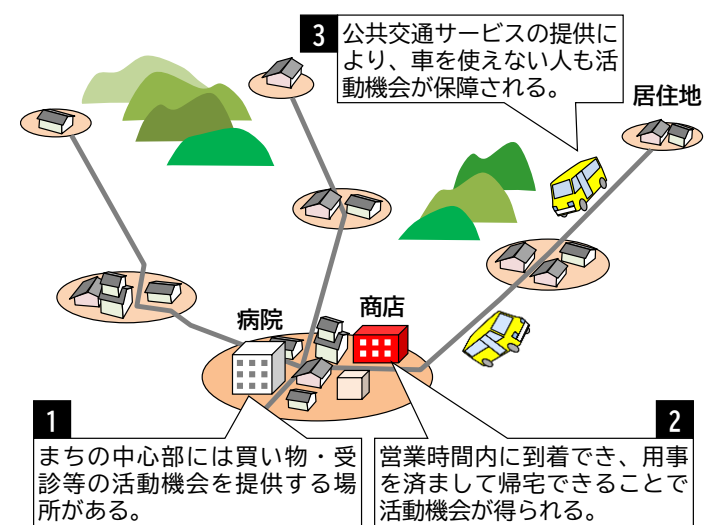 3
公共交通サービスの提供に
より、車を使えない人も活
動機会が保障される。
居住地
病院
商店
1
まちの中心部には買い物・受
診等の活動機会を提供する場
所がある。
2
営業時間内に到着でき、用事
を済まして帰宅できることで
活動機会が得られる。